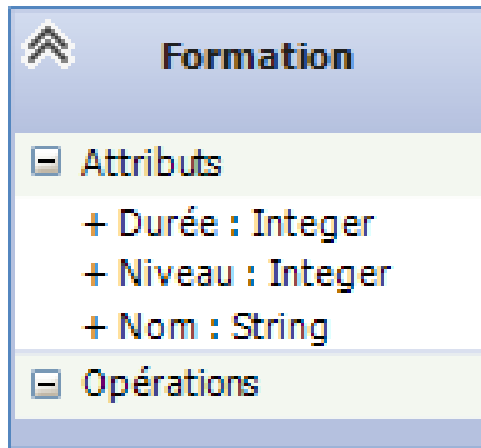 Formation
Attributs
+ Durée : Integer
+ Niveau : Integer
+ Nom : String
Opérations